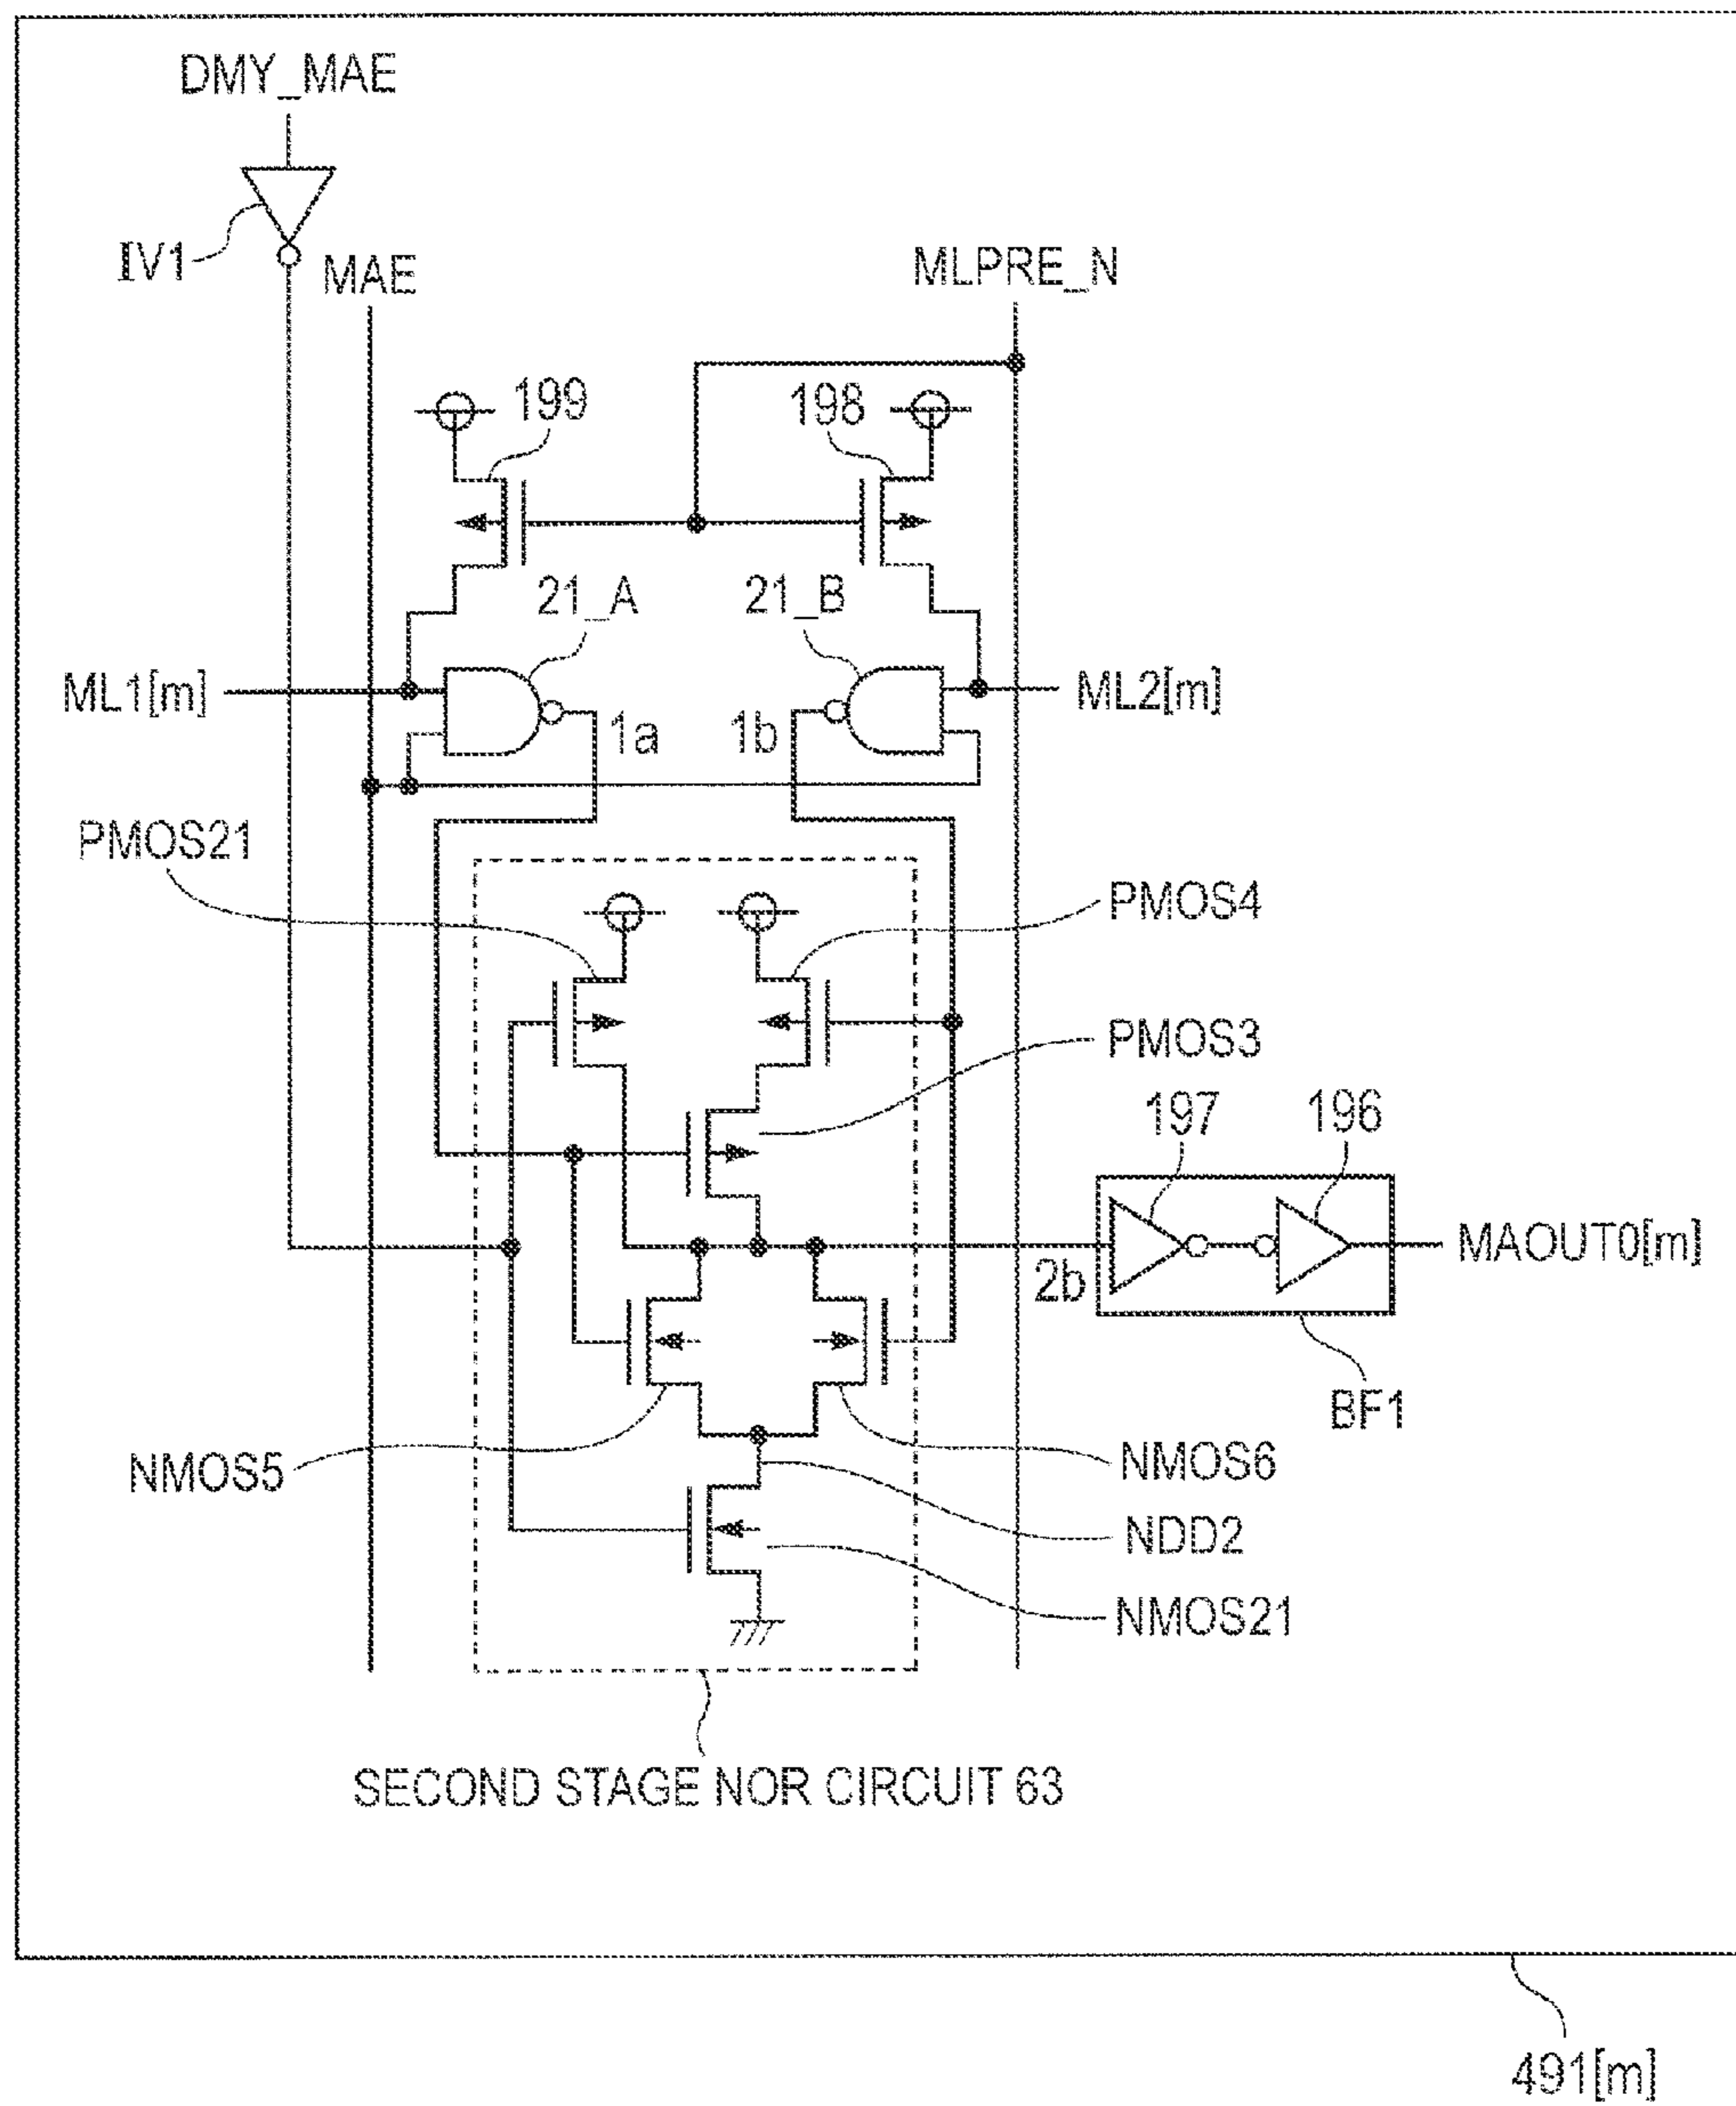 DMY_MAE
IV1
MAE
MLPRE_N
199
198
21_A
21_B
ML1[m]
ML2[m]
1a
1b
PMOS21
PMOS4
PMOS3
197
196
MAOUT0[m]
2b
BF1
NMOS5
NMOS6
NDD2
NMOS21
SECOND STAGE NOR CIRCUIT 63
491[m]